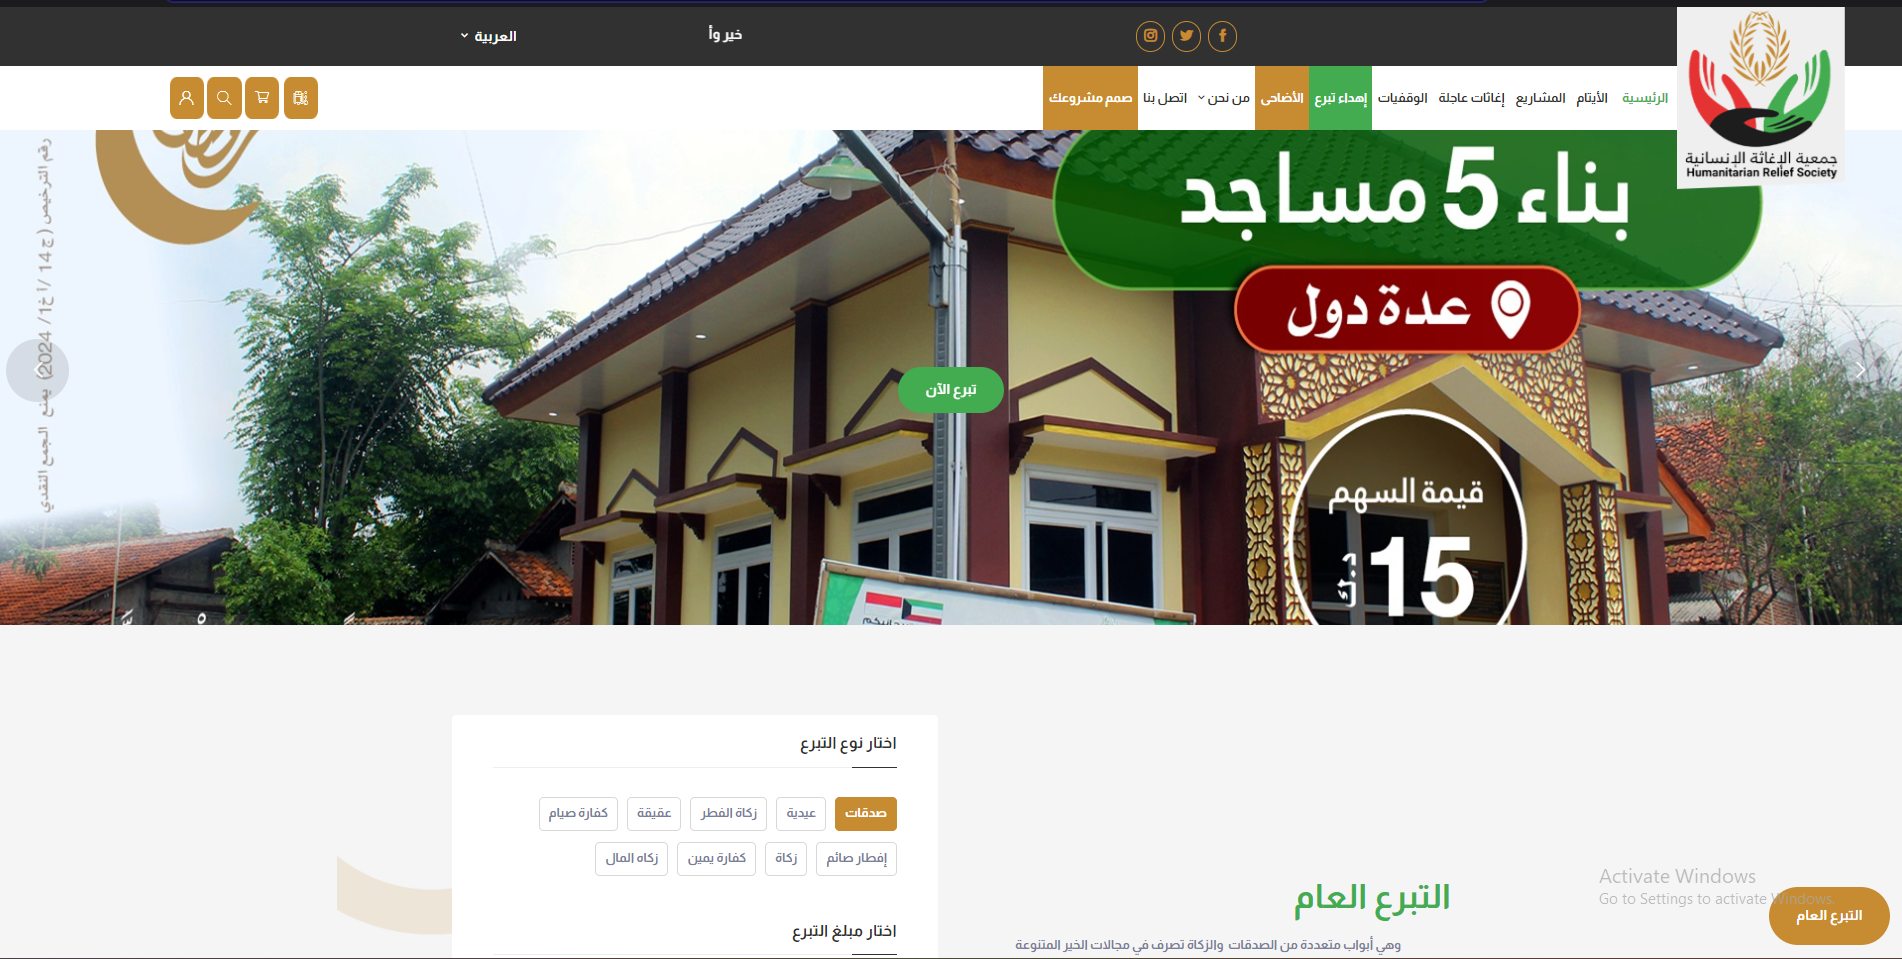 خير وأ
العربية
جمعية الإغاثة الإنسانية
Humanitarian Relief Society
الرئيسية
الأيتام
المشاريع
إغاثات عاجلة
الوقفيات
إهداء تبرع
الأضاحى
من نحن
اتصل بنا
صمم مشروعك
بناء 5 مساجد
عدة دول
تبرع الآن
قيمة السهم
15 د.ك
رقم الترخيص (ج 14 /ا خ1/ 2024) يمنع الجمع النقدي
اختار نوع التبرع
صدقات
عيدية
زكاة الفطر
عقيقة
كفارة صيام
إفطار صائم
زكاة
كفارة يمين
زكاه المال
اختار مبلغ التبرع
التبرع العام
وهي أبواب متعددة من الصدقات والزكاة تصرف في مجالات الخير المتنوعة
Activate Windows
Go to Settings to activate Windows.
التبرع العام